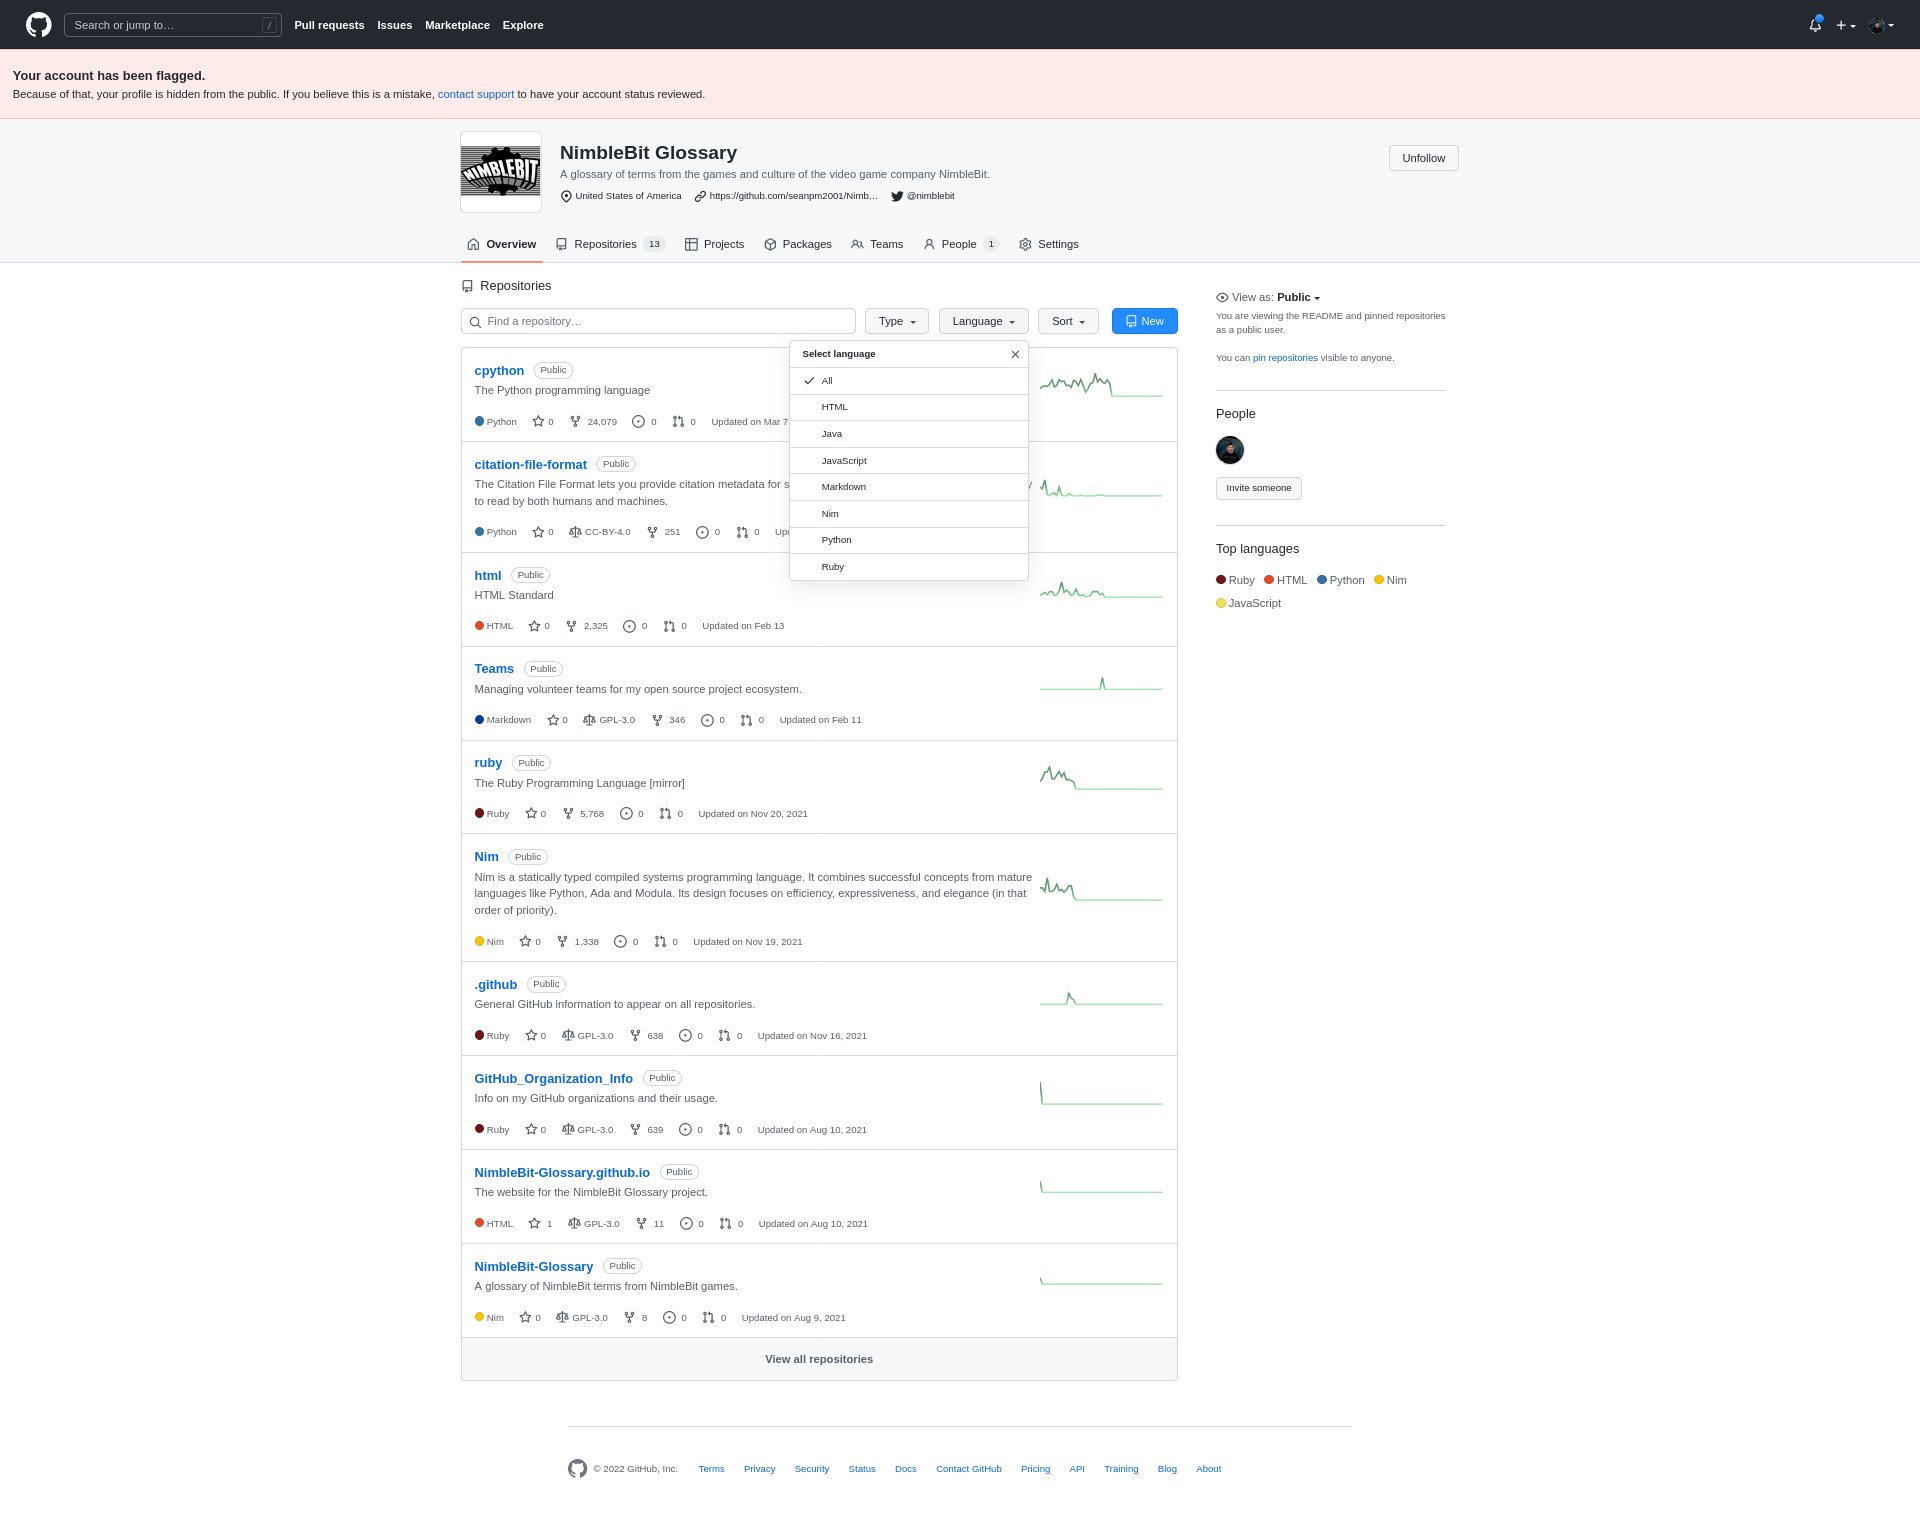 Search or jump to…
/
Pull requests Issues Marketplace Explore
Your account has been flagged.
Because of that, your profile is hidden from the public. If you believe this is a mistake, contact support to have your account status reviewed.
NIMBLEBIT
NimbleBit Glossary
Unfollow
A glossary of terms from the games and culture of the video game company NimbleBit.
United States of America https://github.com/seanpm2001/Nimb… @nimblebit
Overview Repositories 13 Projects Packages Teams People 1 Settings
Repositories
Find a repository…
Type Language Sort New
Select language
All
HTML
Java
JavaScript
Markdown
Nim
Python
Ruby
cpython Public
The Python programming language
Python 0 24,079 0 0 Updated on Mar 7
citation-file-format Public
The Citation File Format lets you provide citation metadata for s
to read by both humans and machines.
Python 0 CC-BY-4.0 251 0 0
html Public
HTML Standard
HTML 0 2,325 0 0 Updated on Feb 13
Teams Public
Managing volunteer teams for my open source project ecosystem.
Markdown 0 GPL-3.0 346 0 0 Updated on Feb 11
ruby Public
The Ruby Programming Language [mirror]
Ruby 0 5,768 0 0 Updated on Nov 20, 2021
Nim Public
Nim is a statically typed compiled systems programming language. It combines successful concepts from mature
languages like Python, Ada and Modula. Its design focuses on efficiency, expressiveness, and elegance (in that
order of priority).
Nim 0 1,338 0 0 Updated on Nov 19, 2021
.github Public
General GitHub information to appear on all repositories.
Ruby 0 GPL-3.0 638 0 0 Updated on Nov 16, 2021
GitHub_Organization_Info Public
Info on my GitHub organizations and their usage.
Ruby 0 GPL-3.0 639 0 0 Updated on Aug 10, 2021
NimbleBit-Glossary.github.io Public
The website for the NimbleBit Glossary project.
HTML 1 GPL-3.0 11 0 0 Updated on Aug 10, 2021
NimbleBit-Glossary Public
A glossary of NimbleBit terms from NimbleBit games.
Nim 0 GPL-3.0 8 0 0 Updated on Aug 9, 2021
View all repositories
View as: Public
You are viewing the README and pinned repositories
as a public user.
You can pin repositories visible to anyone.
People
Invite someone
Top languages
Ruby HTML Python Nim
JavaScript
© 2022 GitHub, Inc. Terms Privacy Security Status Docs Contact GitHub Pricing API Training Blog About